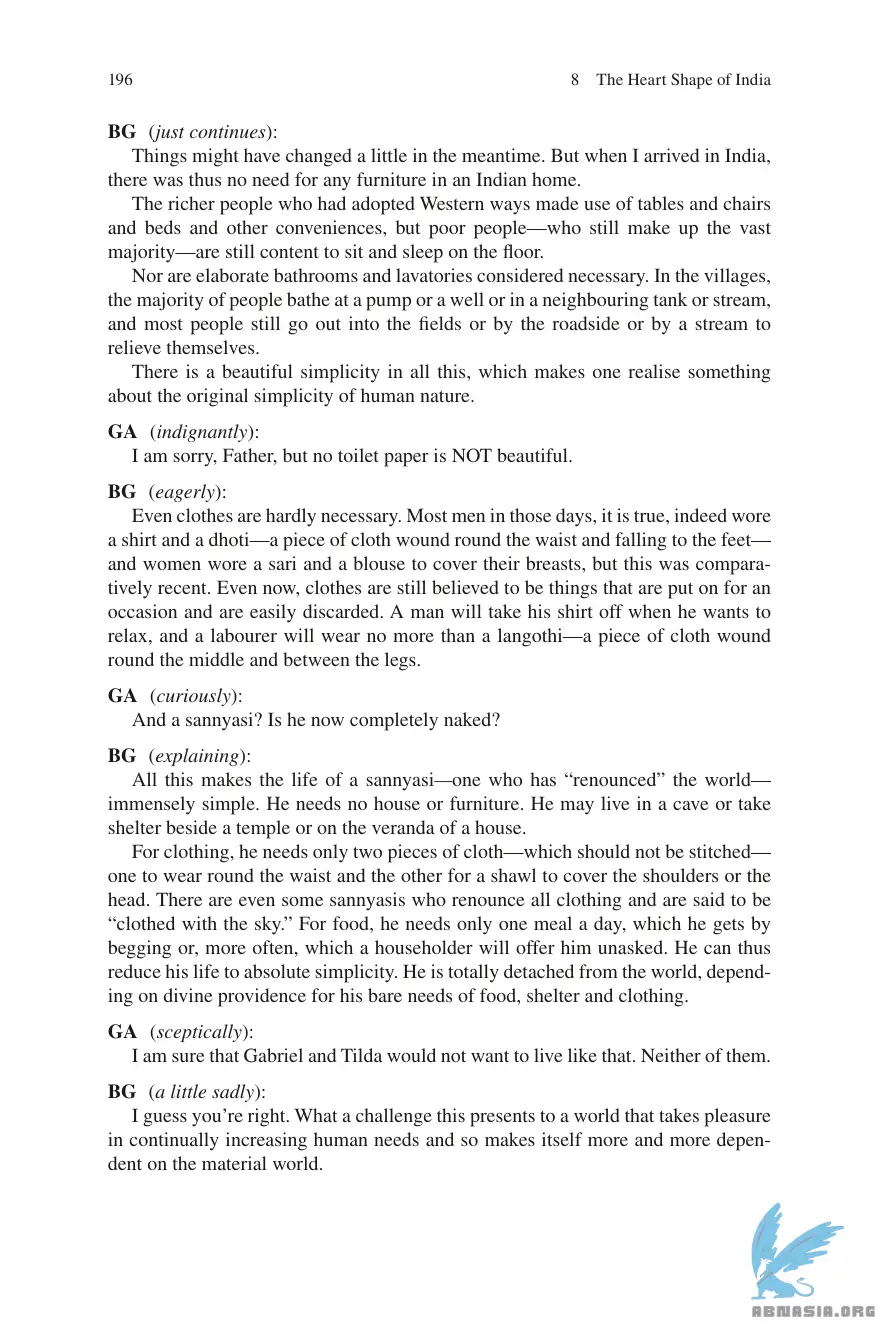 196
8 The Heart Shape of India
BG (just continues):
Things might have changed a little in the meantime. But when I arrived in India,
there was thus no need for any furniture in an Indian home.
The richer people who had adopted Western ways made use of tables and chairs
and beds and other conveniences, but poor people—who still make up the vast
majority—are still content to sit and sleep on the floor.
Nor are elaborate bathrooms and lavatories considered necessary. In the villages,
the majority of people bathe at a pump or a well or in a neighbouring tank or stream,
and most people still go out into the fields or by the roadside or by a stream to
relieve themselves.
There is a beautiful simplicity in all this, which makes one realise something
about the original simplicity of human nature.
GA (indignantly):
I am sorry, Father, but no toilet paper is NOT beautiful.
BG (eagerly):
Even clothes are hardly necessary. Most men in those days, it is true, indeed wore
a shirt and a dhoti—a piece of cloth wound round the waist and falling to the feet—
and women wore a sari and a blouse to cover their breasts, but this was compara-
tively recent. Even now, clothes are still believed to be things that are put on for an
occasion and are easily discarded. A man will take his shirt off when he wants to
relax, and a labourer will wear no more than a langothi—a piece of cloth wound
round the middle and between the legs.
GA (curiously):
And a sannyasi? Is he now completely naked?
BG (explaining):
All this makes the life of a sannyasi—one who has “renounced” the world—
immensely simple. He needs no house or furniture. He may live in a cave or take
shelter beside a temple or on the veranda of a house.
For clothing, he needs only two pieces of cloth—which should not be stitched—
one to wear round the waist and the other for a shawl to cover the shoulders or the
head. There are even some sannyasis who renounce all clothing and are said to be
“clothed with the sky.” For food, he needs only one meal a day, which he gets by
begging or, more often, which a householder will offer him unasked. He can thus
reduce his life to absolute simplicity. He is totally detached from the world, depend-
ing on divine providence for his bare needs of food, shelter and clothing.
GA (sceptically):
I am sure that Gabriel and Tilda would not want to live like that. Neither of them.
BG (a little sadly):
I guess you’re right. What a challenge this presents to a world that takes pleasure
in continually increasing human needs and so makes itself more and more depen-
dent on the material world.
ABNASIA.ORG